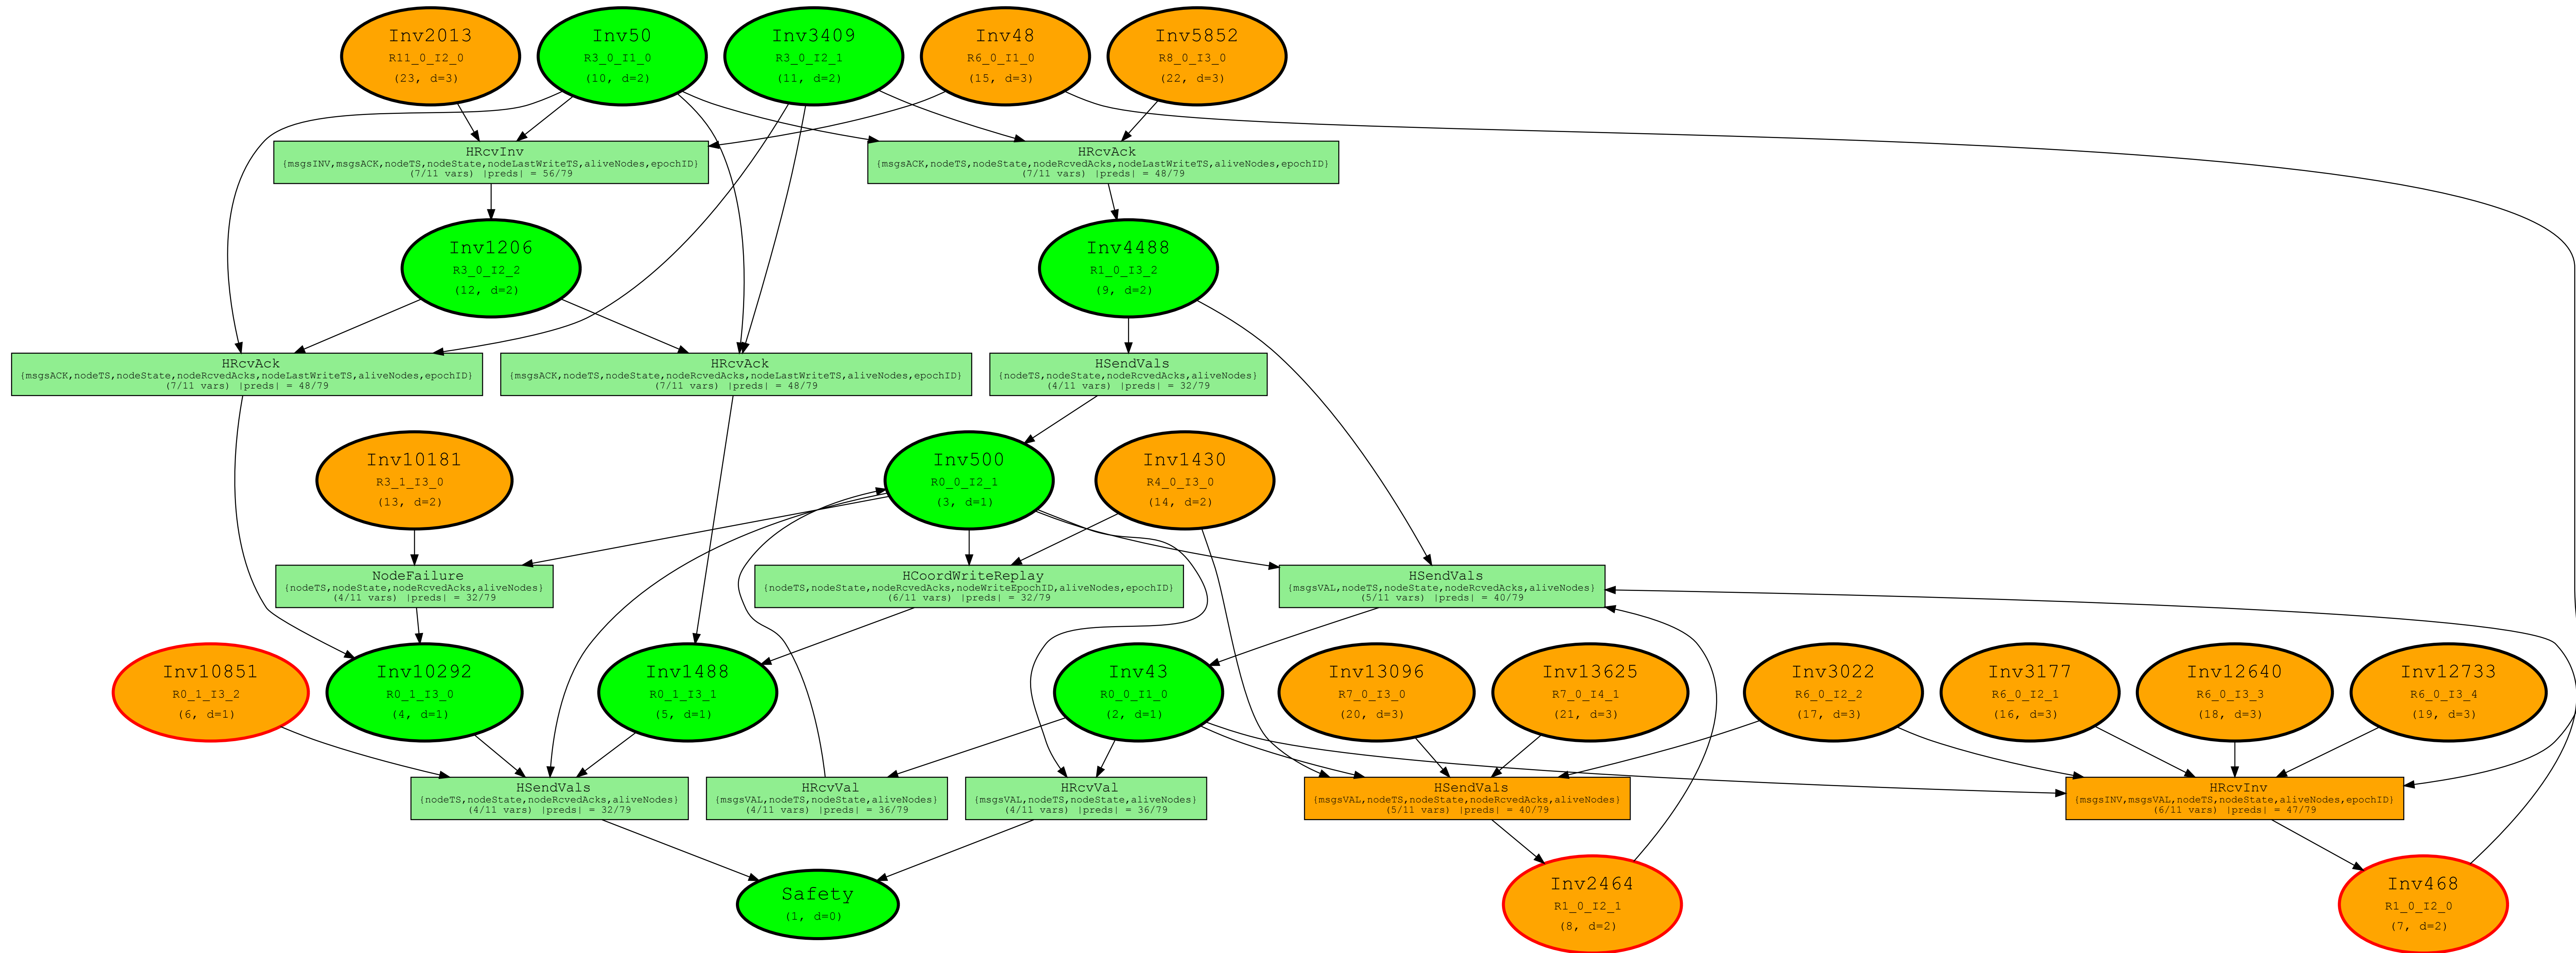 Inv2013
R11_0_I2_0
(23, d=3)
Inv50
R3_0_I1_0
(10, d=2)
Inv3409
R3_0_I2_1
(11, d=2)
Inv48
R6_0_I1_0
(15, d=3)
Inv5852
R8_0_I3_0
(22, d=3)
HRcvInv
{msgsINV,msgsACK,nodeTS,nodeState,nodeLastWriteTS,aliveNodes,epochID}
(7/11 vars) |preds| = 56/79
HRcvAck
{msgsACK,nodeTS,nodeState,nodeRcvedAcks,nodeLastWriteTS,aliveNodes,epochID}
(7/11 vars) |preds| = 48/79
Inv1206
R3_0_I2_2
(12, d=2)
Inv4488
R1_0_I3_2
(9, d=2)
HRcvAck
{msgsACK,nodeTS,nodeState,nodeRcvedAcks,nodeLastWriteTS,aliveNodes,epochID}
(7/11 vars) |preds| = 48/79
HRcvAck
{msgsACK,nodeTS,nodeState,nodeRcvedAcks,nodeLastWriteTS,aliveNodes,epochID}
(7/11 vars) |preds| = 48/79
HSendVals
{nodeTS,nodeState,nodeRcvedAcks,aliveNodes}
(4/11 vars) |preds| = 32/79
Inv10181
R3_1_I3_0
(13, d=2)
Inv500
R0_0_I2_1
(3, d=1)
Inv1430
R4_0_I3_0
(14, d=2)
NodeFailure
{nodeTS,nodeState,nodeRcvedAcks,aliveNodes}
(4/11 vars) |preds| = 32/79
HCoordWriteReplay
{nodeTS,nodeState,nodeRcvedAcks,nodeWriteEpochID,aliveNodes,epochID}
(6/11 vars) |preds| = 32/79
HSendVals
{msgsVAL,nodeTS,nodeState,nodeRcvedAcks,aliveNodes}
(5/11 vars) |preds| = 40/79
Inv10851
R0_1_I3_2
(6, d=1)
Inv10292
R0_1_I3_0
(4, d=1)
Inv1488
R0_1_I3_1
(5, d=1)
Inv43
R0_0_I1_0
(2, d=1)
Inv13096
R7_0_I3_0
(20, d=3)
Inv13625
R7_0_I4_1
(21, d=3)
Inv3022
R6_0_I2_2
(17, d=3)
Inv3177
R6_0_I2_1
(16, d=3)
Inv12640
R6_0_I3_3
(18, d=3)
Inv12733
R6_0_I3_4
(19, d=3)
HSendVals
{nodeTS,nodeState,nodeRcvedAcks,aliveNodes}
(4/11 vars) |preds| = 32/79
HRcvVal
{msgsVAL,nodeTS,nodeState,aliveNodes}
(4/11 vars) |preds| = 36/79
HRcvVal
{msgsVAL,nodeTS,nodeState,aliveNodes}
(4/11 vars) |preds| = 36/79
HSendVals
{msgsVAL,nodeTS,nodeState,nodeRcvedAcks,aliveNodes}
(5/11 vars) |preds| = 40/79
HRcvInv
{msgsINV,msgsVAL,nodeTS,nodeState,aliveNodes,epochID}
(6/11 vars) |preds| = 47/79
Safety
(1, d=0)
Inv2464
R1_0_I2_1
(8, d=2)
Inv468
R1_0_I2_0
(7, d=2)